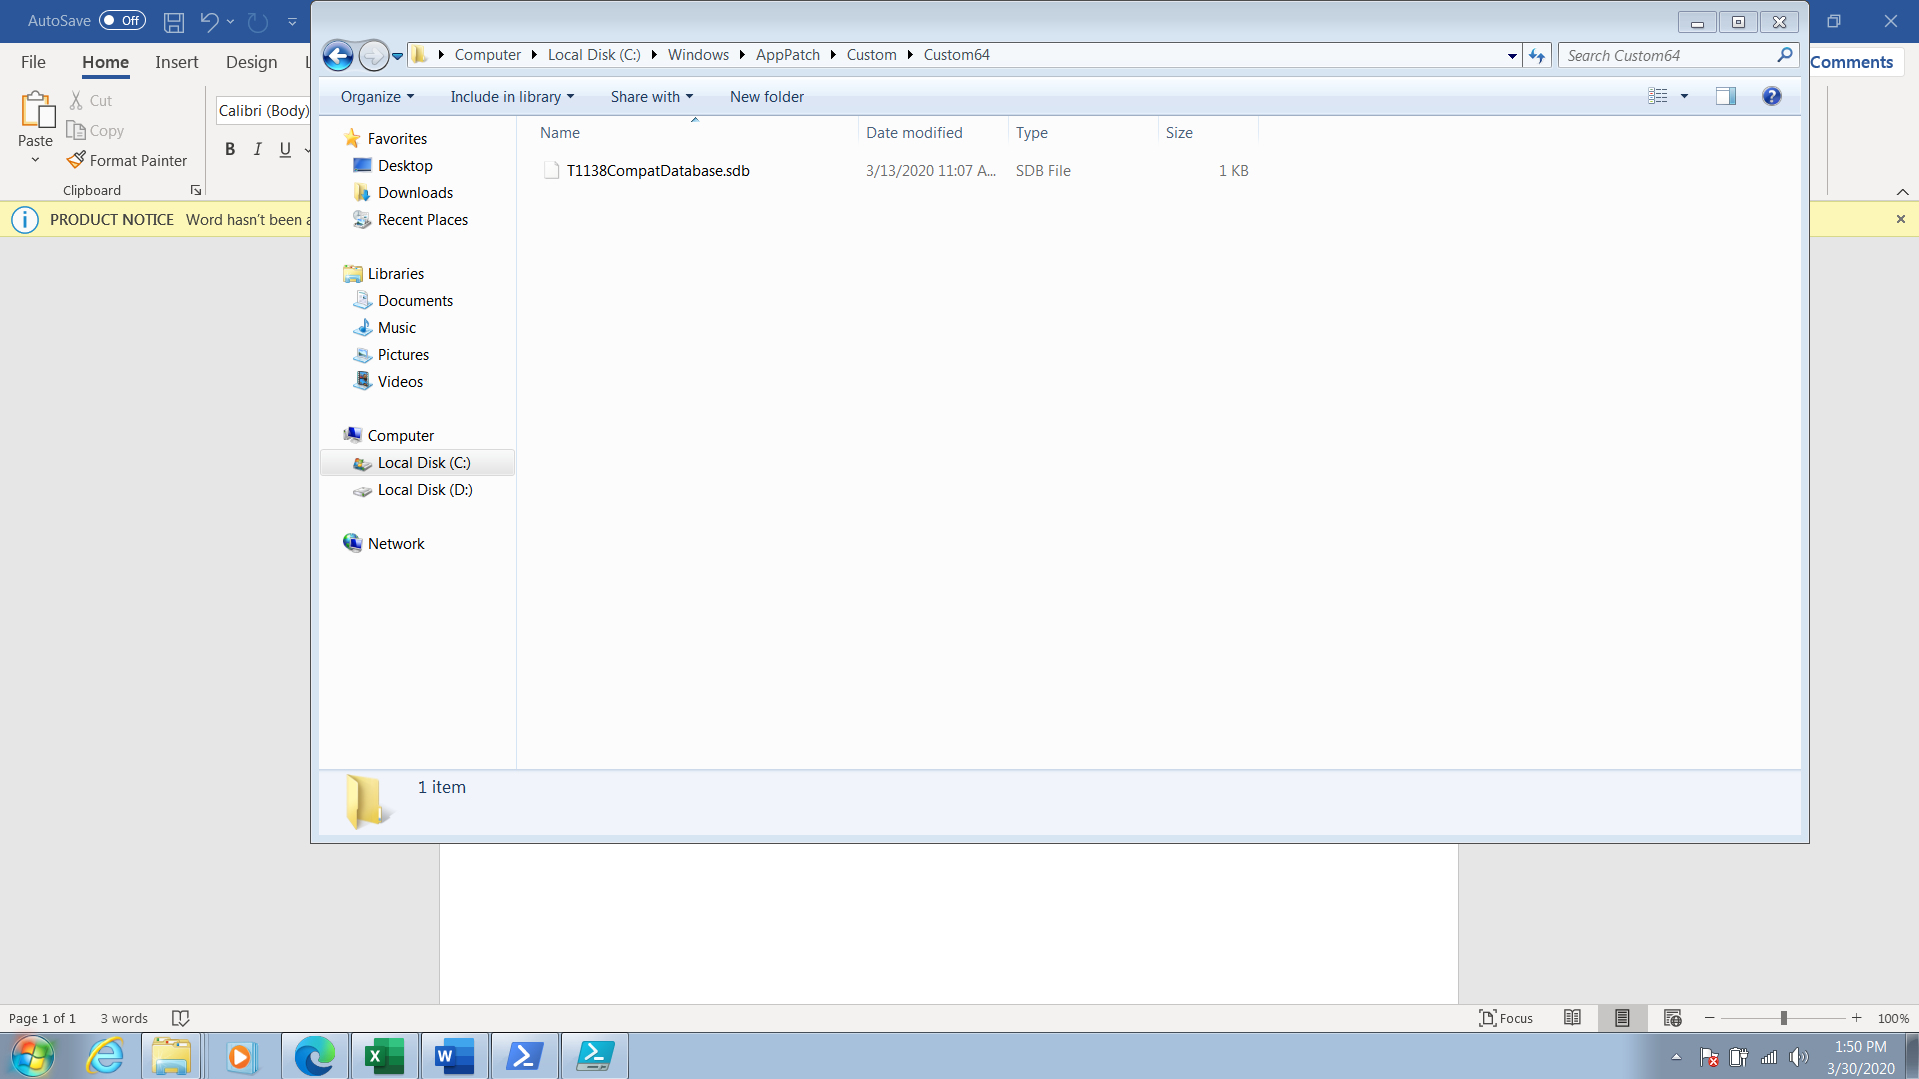 AutoSave Off
File Home Insert Design
Comments
Paste
Cut
Copy
Format Painter
Clipboard
Calibri (Body)
B I U
PRODUCT NOTICE Word hasn't been
Computer Local Disk (C:) Windows AppPatch Custom Custom64
Search Custom64
Organize Include in library Share with New folder
Favorites
Desktop
Downloads
Recent Places
Libraries
Documents
Music
Pictures
Videos
Computer
Local Disk (C:)
Local Disk (D:)
Network
Name Date modified Type Size
T1138CompatDatabase.sdb 3/13/2020 11:07 A... SDB File 1 KB
1 item
Page 1 of 1 3 words
Focus
100%
1:50 PM
3/30/2020